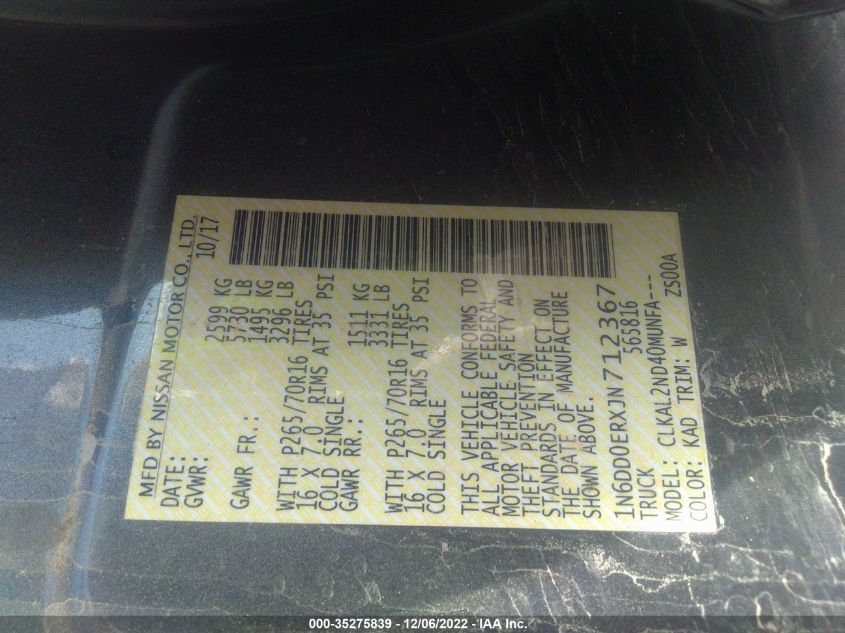 MFD BY NISSAN MOTOR CO., LTD.
DATE: 10/17
GVWR: 2599 KG
5730 LB
GAWR FR.: 1495 KG
3296 LB
WITH P265/70R16 TIRES
16 X 7.0 RIMS AT 35 PSI
COLD SINGLE
GAWR RR.: 1511 KG
3331 LB
WITH P265/70R16 TIRES
16 X 7.0 RIMS AT 35 PSI
COLD SINGLE
THIS VEHICLE CONFORMS TO
ALL APPLICABLE FEDERAL
MOTOR VEHICLE SAFETY AND
THEFT PREVENTION
STANDARDS IN EFFECT ON
THE DATE OF MANUFACTURE
SHOWN ABOVE.
1N6DD0ERXJN712367
TRUCK 565816
MODEL: CLKAL2ND40MUNFA---
COLOR: KAD TRIM: W ZS00A
000-35275839 - 12/06/2022 - IAA Inc.